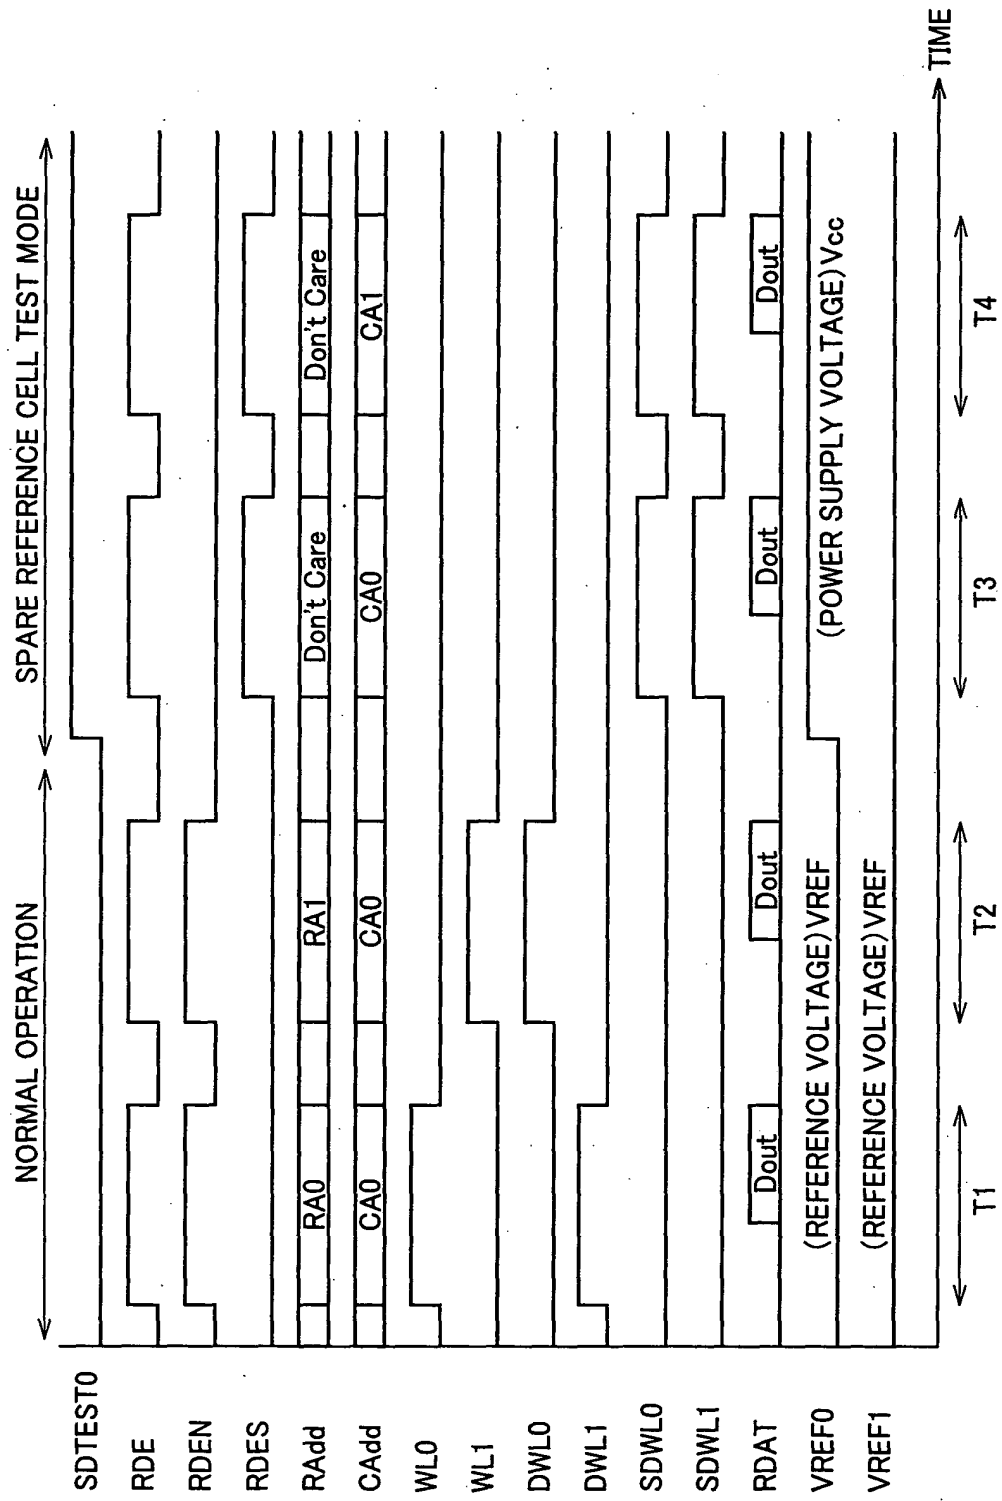 NORMAL OPERATION
SPARE REFERENCE CELL TEST MODE
SDTEST0
RDE
RDEN
RDES
RAdd
RA0
RA1
Don't Care
Don't Care
CAdd
CA0
CA0
CA0
CA1
WL0
WL1
DWL0
DWL1
SDWL0
SDWL1
RDAT
Dout
Dout
Dout
Dout
VREF0
(REFERENCE VOLTAGE)VREF
(POWER SUPPLY VOLTAGE)Vcc
VREF1
(REFERENCE VOLTAGE)VREF
TIME
T1
T2
T3
T4